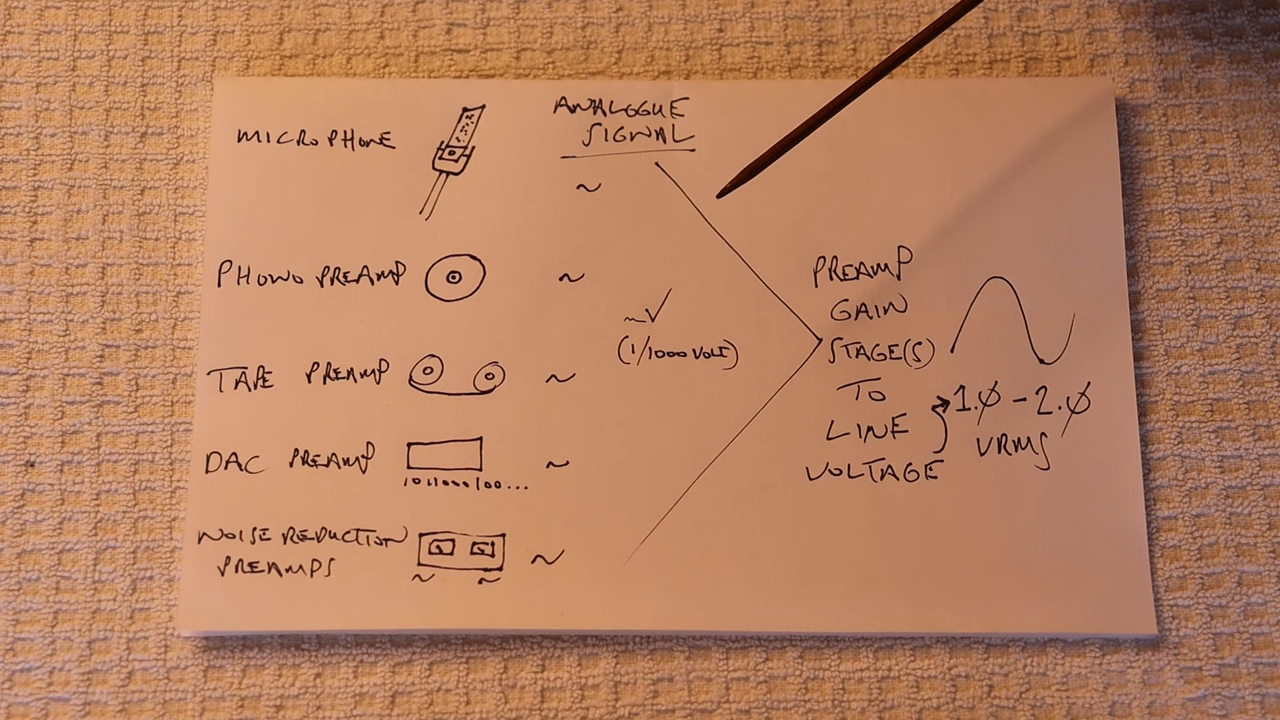 MICROPHONE
ANALOGUE
SIGNAL
~
PHONO PREAMP
~
mV
(1/1000 VOLT)
TAPE PREAMP
~
DAC PREAMP
1011000100...
~
NOISE REDUCTION
PREAMPS
~ ~
~
PREAMP
GAIN
STAGE(S)
TO
LINE
VOLTAGE
1.0 - 2.0
VRMS